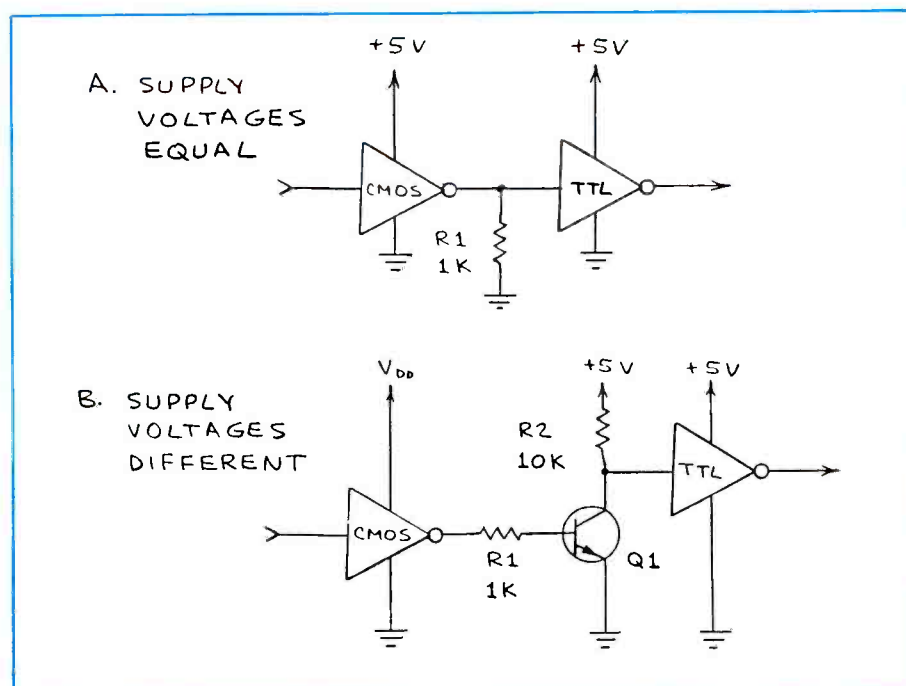 A. SUPPLY
VOLTAGES
EQUAL
+5V
+5V
CMOS
TTL
R1
1K
B. SUPPLY
VOLTAGES
DIFFERENT
VDD
+5V
+5V
R2
10K
TTL
CMOS
R1
1K
Q1